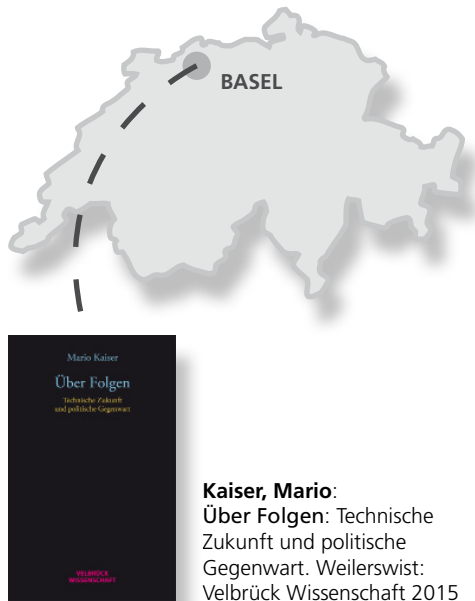 BASEL
Mario Kaiser
Über Folgen
Technische Zukunft
und politische Gegenwart
VELBRÜCK
WISSENSCHAFT
Kaiser, Mario:
Über Folgen: Technische
Zukunft und politische
Gegenwart. Weilerswist:
Velbrück Wissenschaft 2015